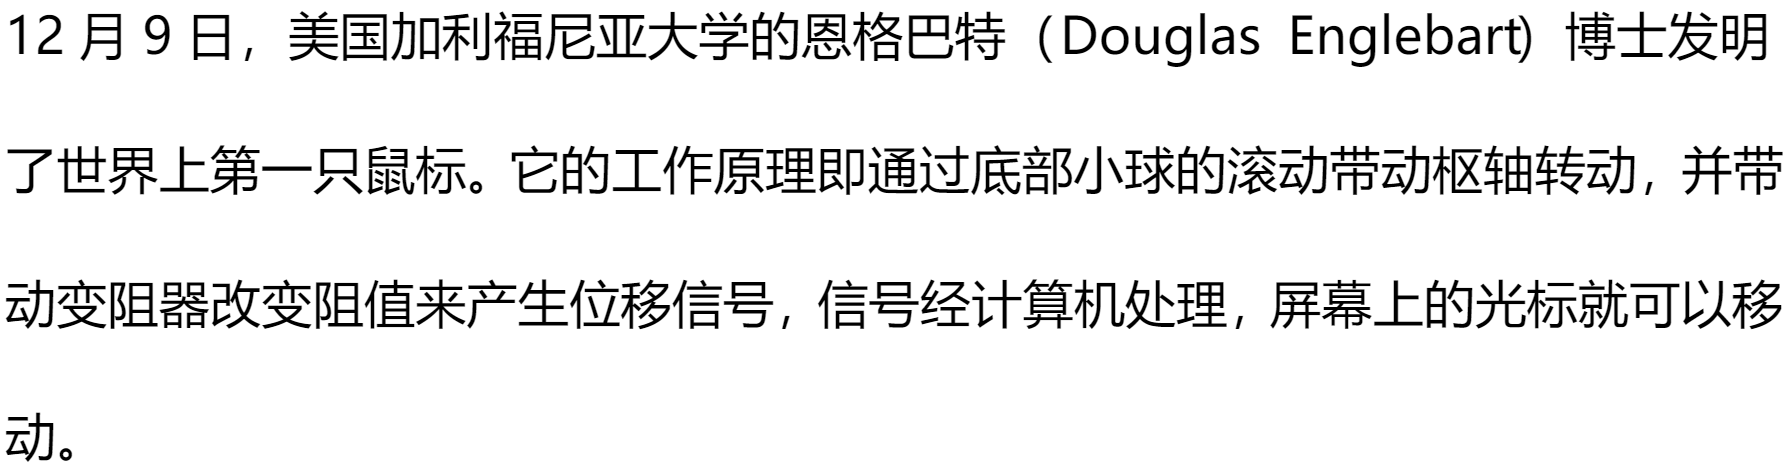 12 月 9 日，美国加利福尼亚大学的恩格巴特（Douglas Englebart）博士发明
了世界上第一只鼠标。它的工作原理即通过底部小球的滚动带动枢轴转动，并带
动变阻器改变阻值来产生位移信号，信号经计算机处理，屏幕上的光标就可以移
动。